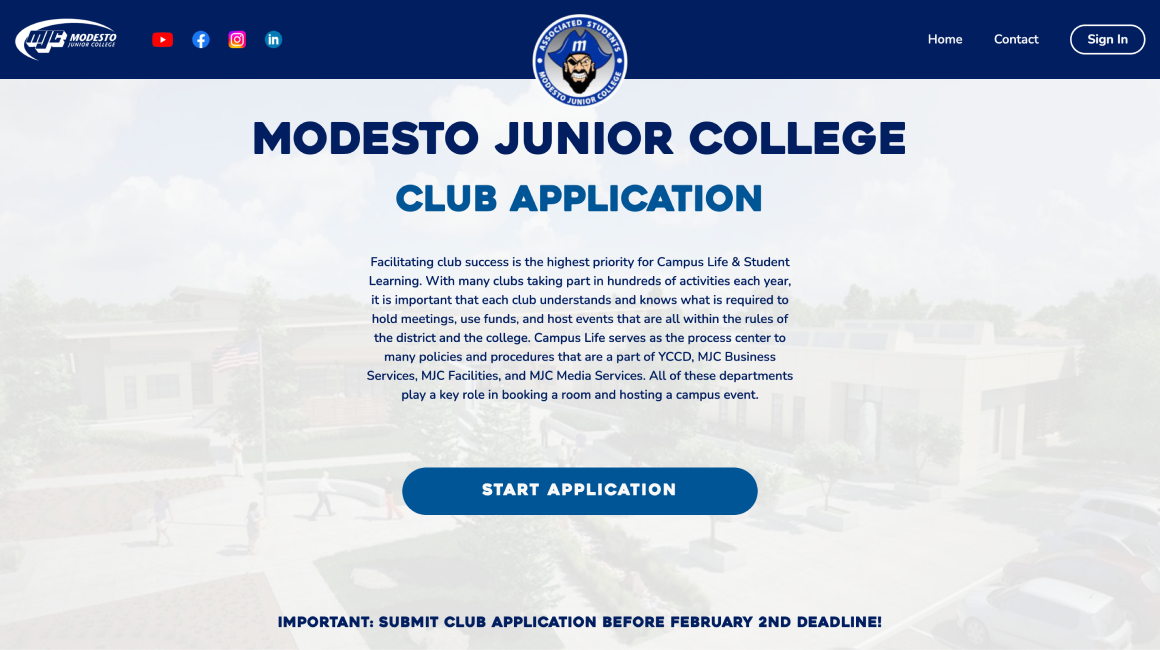 MJC MODESTO
JUNIOR COLLEGE
ASSOCIATED STUDENTS
m
MODESTO JUNIOR COLLEGE
Home
Contact
Sign In
MODESTO JUNIOR COLLEGE
CLUB APPLICATION
Facilitating club success is the highest priority for Campus Life & Student
Learning. With many clubs taking part in hundreds of activities each year,
it is important that each club understands and knows what is required to
hold meetings, use funds, and host events that are all within the rules of
the district and the college. Campus Life serves as the process center to
many policies and procedures that are a part of YCCD, MJC Business
Services, MJC Facilities, and MJC Media Services. All of these departments
play a key role in booking a room and hosting a campus event.
START APPLICATION
IMPORTANT: SUBMIT CLUB APPLICATION BEFORE FEBRUARY 2ND DEADLINE!